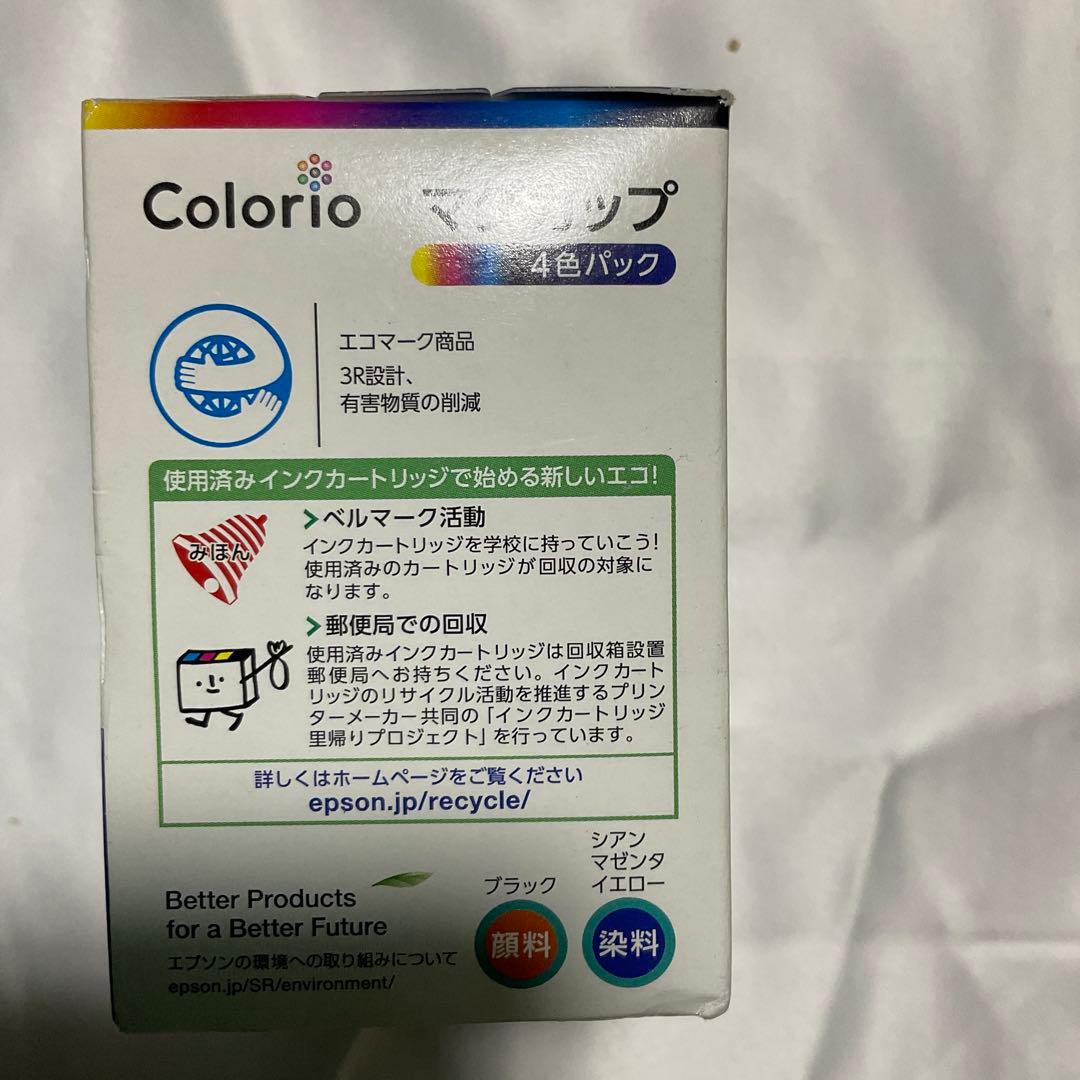 Colorio
4色パック
エコマーク商品
3R設計、
有害物質の削減
使用済みインクカートリッジで始める新しいエコ!
ベルマーク活動
みほん
インクカートリッジを学校に持っていこう!
使用済みのカートリッジが回収の対象に
なります。
郵便局での回収
使用済みインクカートリッジは回収箱設置
郵便局へお持ちください。インクカート
リッジのリサイクル活動を推進するプリン
ターメーカー共同の「インクカートリッジ
里帰りプロジェクト」を行っています。
詳しくはホームページをご覧ください
epson.jp/recycle/
Better Products
for a Better Future
エプソンの環境への取り組みについて
epson.jp/SR/environment/
ブラック
顔料
シアン
マゼンタ
イエロー
染料